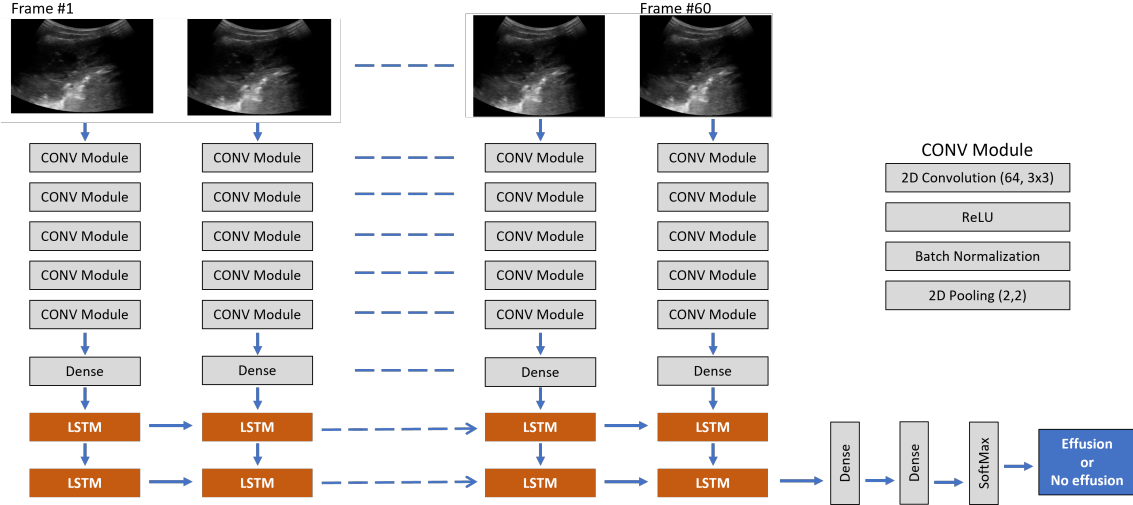 Frame #1
Frame #60
CONV Module
CONV Module
CONV Module
CONV Module
CONV Module
2D Convolution (64, 3x3)
CONV Module
CONV Module
CONV Module
CONV Module
ReLU
CONV Module
CONV Module
CONV Module
CONV Module
Batch Normalization
CONV Module
CONV Module
CONV Module
CONV Module
2D Pooling (2,2)
CONV Module
CONV Module
CONV Module
CONV Module
Dense
Dense
Dense
Dense
LSTM
LSTM
LSTM
LSTM
LSTM
LSTM
LSTM
LSTM
Dense
Dense
SoftMax
Effusion
or
No effusion